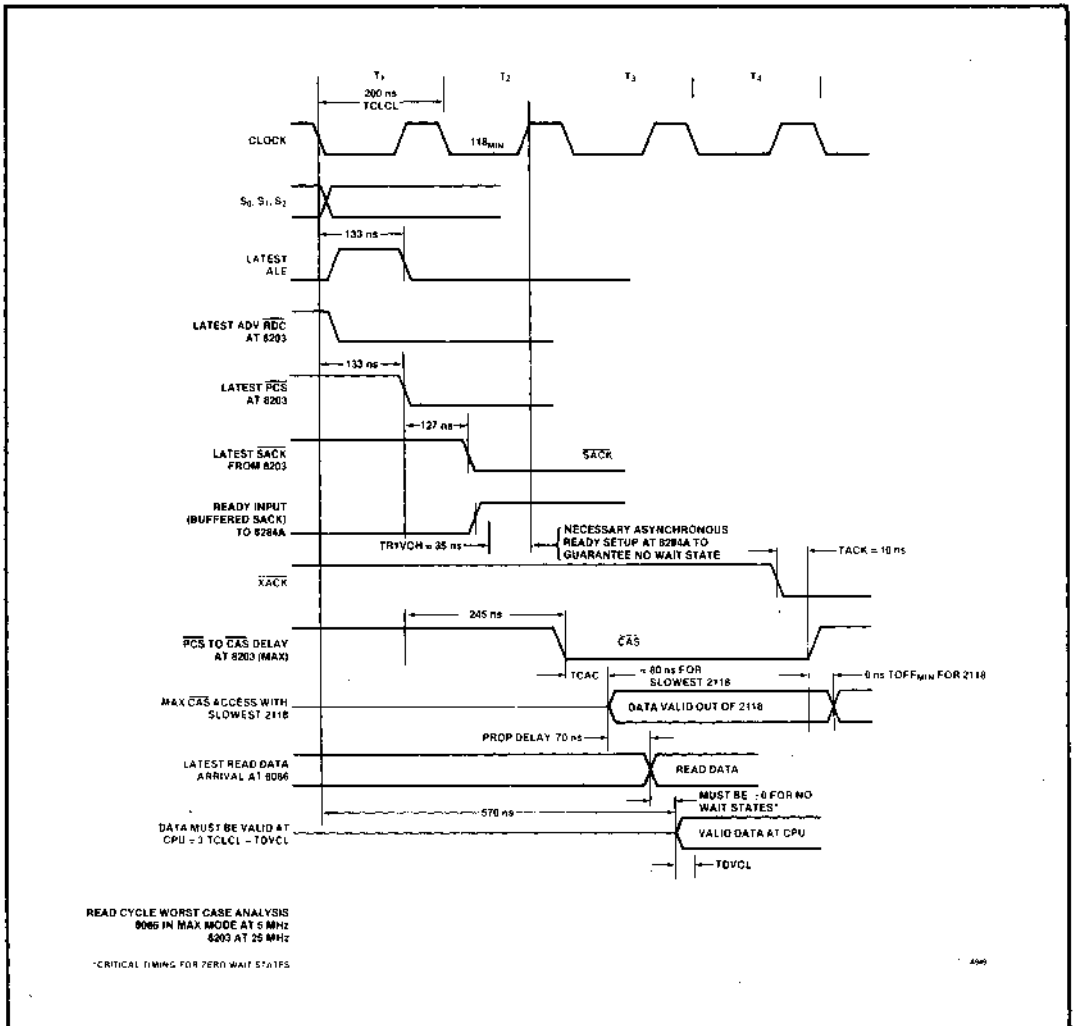 T1 T2 T3 T4
200 ns
TCLCL
CLOCK
118MIN
S0, S1, S2
133 ns
LATEST
ALE
LATEST ADV RDC
AT 8203
133 ns
LATEST PCS
AT 8203
127 ns
LATEST SACK
FROM 8203
SACK
READY INPUT
(BUFFERED SACK)
TO 8284A
TR1VCH = 35 ns
NECESSARY ASYNCHRONOUS
READY SETUP AT 8284A TO
GUARANTEE NO WAIT STATE
TACK = 10 ns
XACK
245 ns
PCS TO CAS DELAY
AT 8203 (MAX)
CAS
TCAC
= 80 ns FOR
SLOWEST 2118
0 ns TOFFMIN FOR 2118
MAX CAS ACCESS WITH
SLOWEST 2118
DATA VALID OUT OF 2118
PROP DELAY 70 ns
LATEST READ DATA
ARRIVAL AT 8086
READ DATA
MUST BE 0 FOR NO
WAIT STATES*
570 ns
DATA MUST BE VALID AT
CPU = 3 TCLCL – TDVCL
VALID DATA AT CPU
TDVCL
READ CYCLE WORST CASE ANALYSIS
8086 IN MAX MODE AT 5 MHz
8203 AT 25 MHz
*CRITICAL TIMING FOR ZERO WAIT STATES